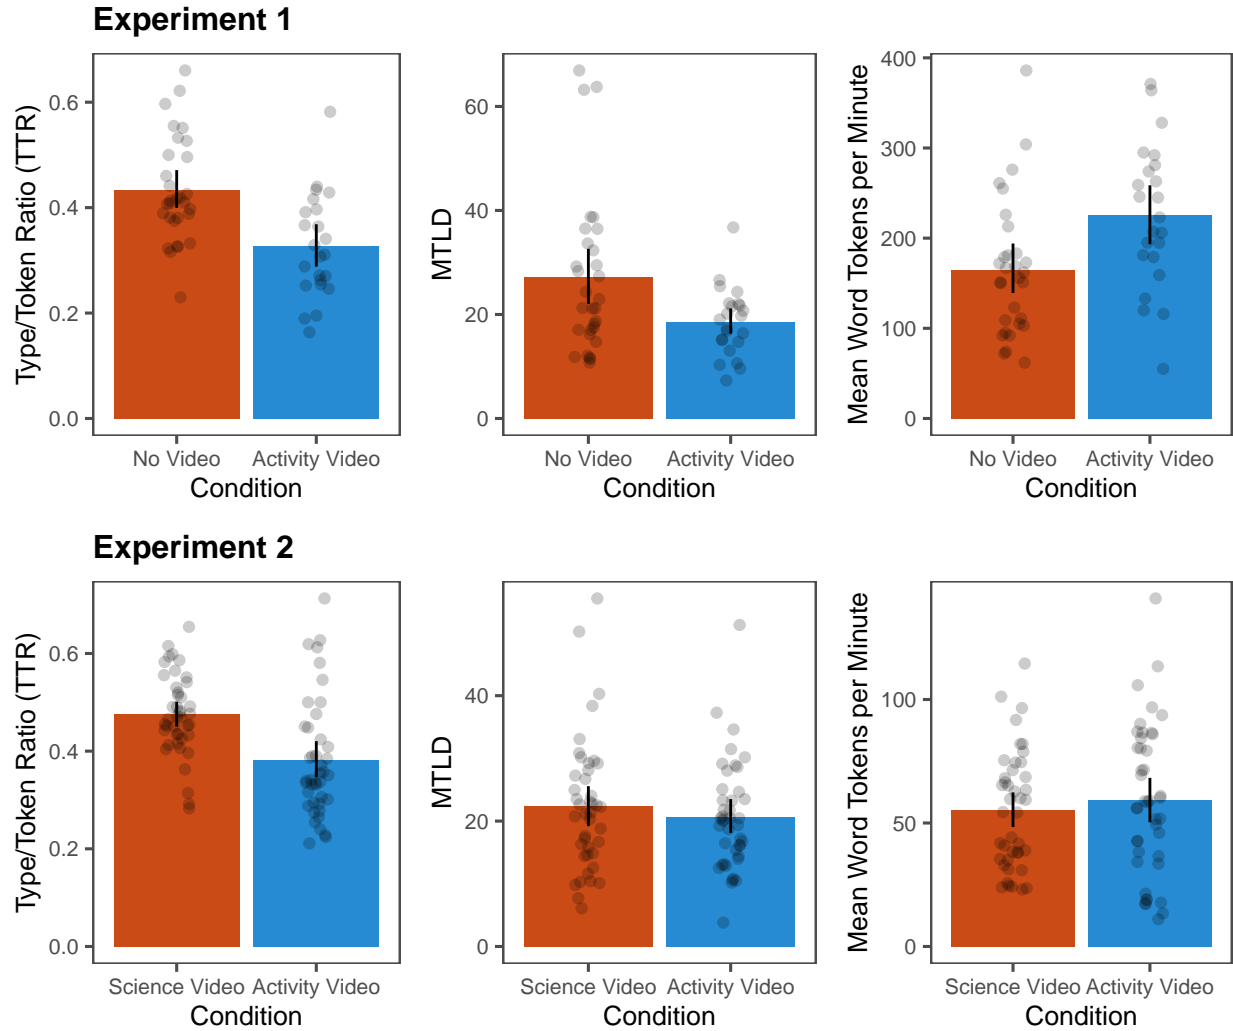 Experiment 1
Type/Token Ratio (TTR)
0.6
0.4
0.2
0.0
No Video Activity Video
Condition
MTLD
60
40
20
0
No Video Activity Video
Condition
Mean Word Tokens per Minute
400
300
200
100
0
No Video Activity Video
Condition
Experiment 2
Type/Token Ratio (TTR)
0.6
0.4
0.2
0.0
Science Video Activity Video
Condition
MTLD
40
20
0
Science Video Activity Video
Condition
Mean Word Tokens per Minute
100
50
0
Science Video Activity Video
Condition